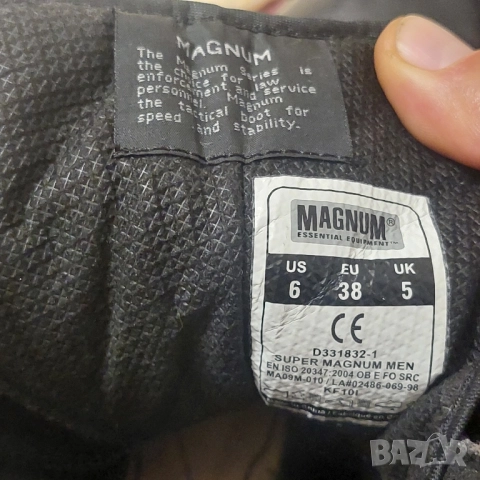 MAGNUM
The Magnum series is
the choice for law
enforcement and service
personnel. Magnum
the tactical boot for
speed and stability.
MAGNUM®
ESSENTIAL EQUIPMENT™
US EU UK
6 38 5
CE
D331832-1
SUPER MAGNUM MEN
EN ISO 20347:2004 OB E FO SRC
MA09M-010 / LA#02486-069-98
KF10I
BAZAR